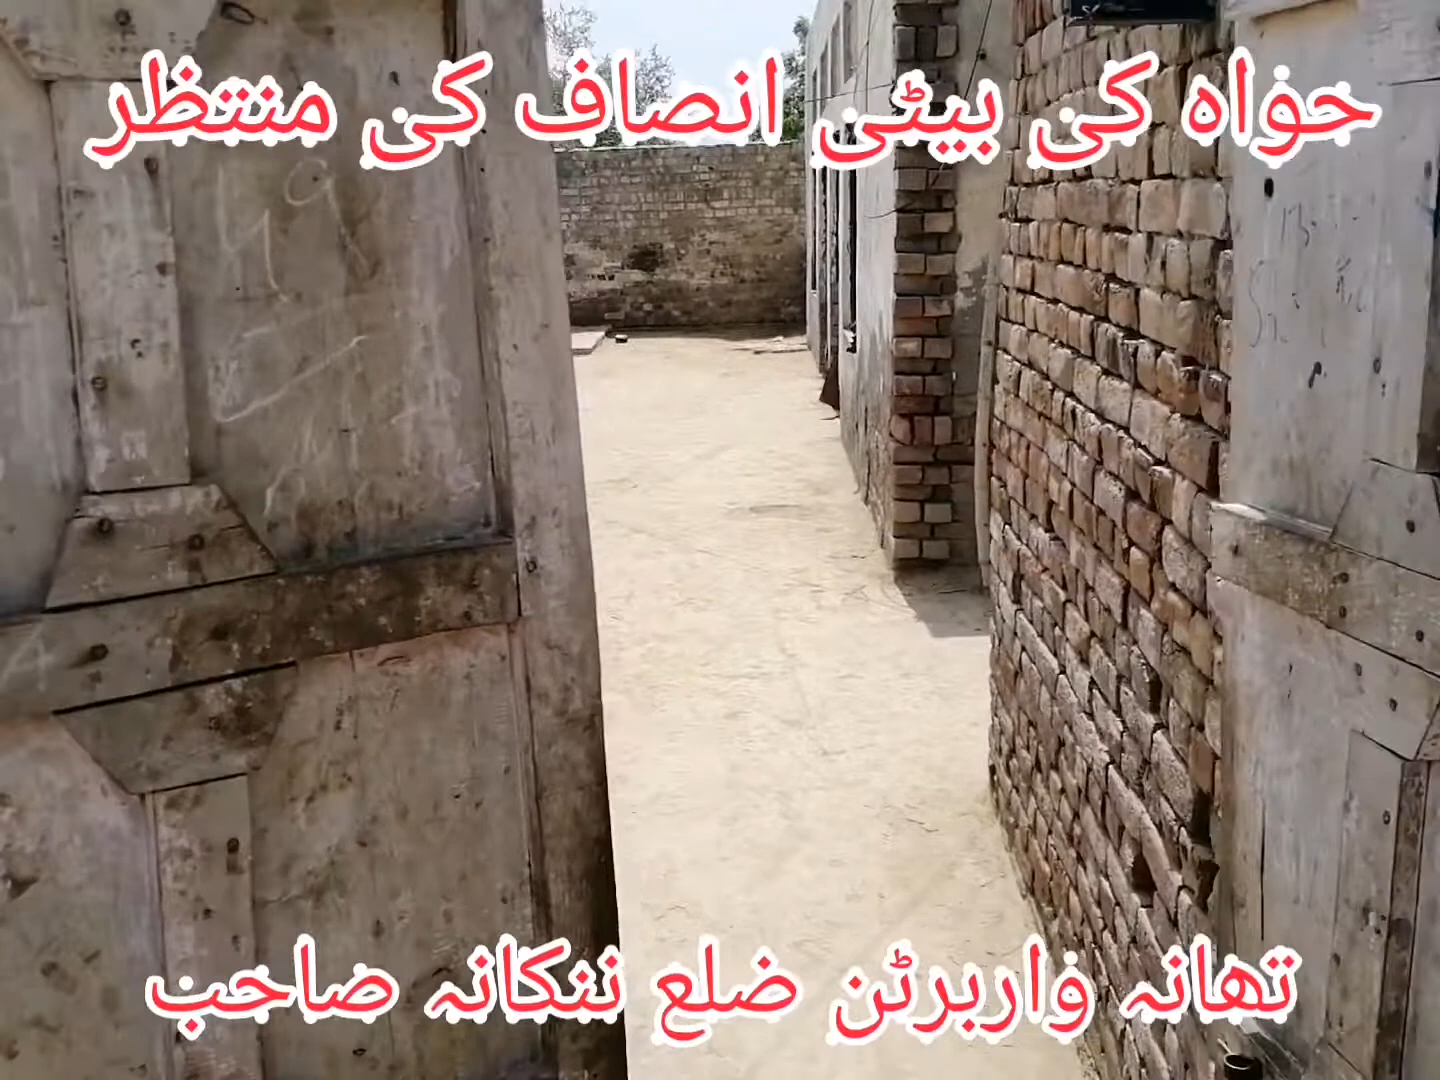 حواہ کی بیٹی انصاف کی منتظر
تھانہ واربرٹن ضلع ننکانہ صاحب